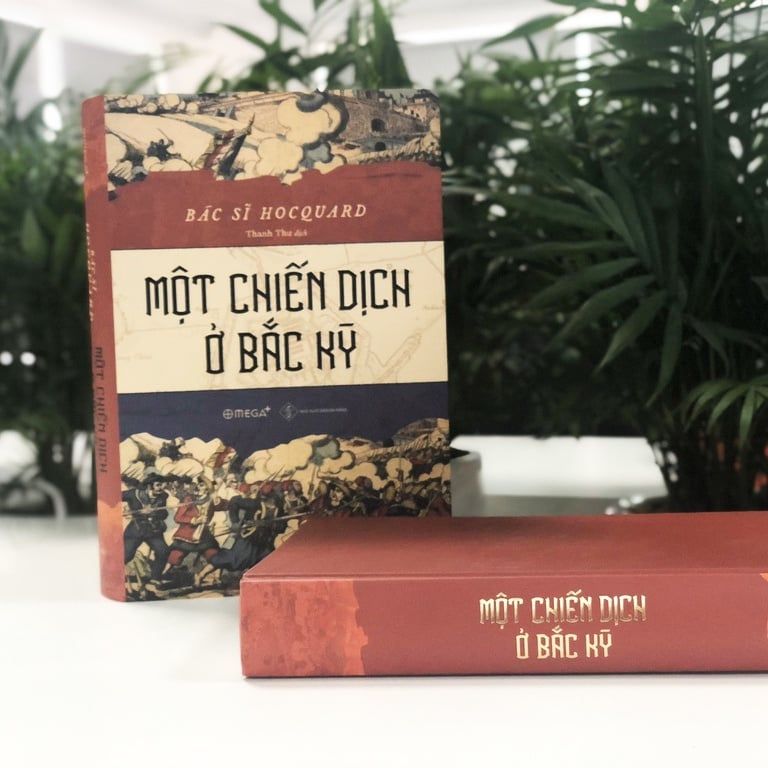 BÁC SĨ HOCQUARD
Thanh Thư dịch
MỘT CHIẾN DỊCH
Ở BẮC KỲ
OMEGA+
MỘT CHIẾN DỊCH
MỘT CHIẾN DỊCH
Ở BẮC KỲ